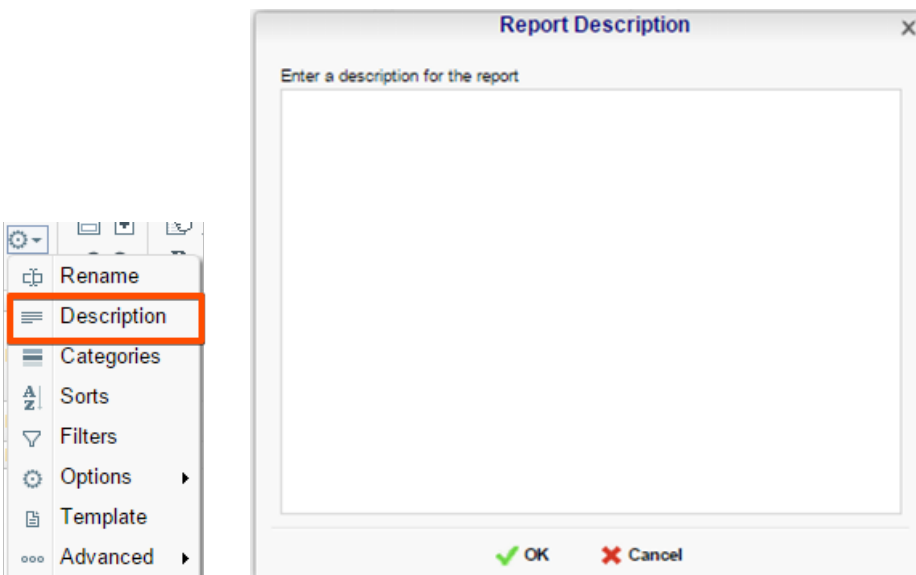 Report Description
Enter a description for the report
OK
Cancel
Rename
Description
Categories
Sorts
Filters
Options
Template
Advanced